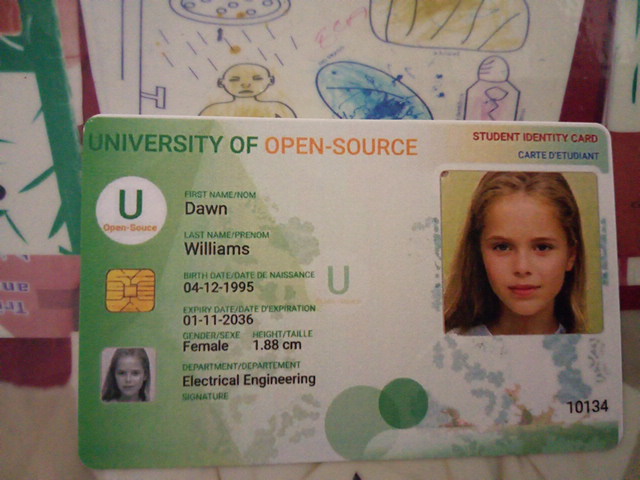 UNIVERSITY OF OPEN-SOURCE
STUDENT IDENTITY CARD
CARTE D'ETUDIANT
U
Open-Souce
FIRST NAME/NOM
Dawn
LAST NAME/PRENOM
Williams
BIRTH DATE/DATE DE NAISSANCE
04-12-1995
U
EXPIRY DATE/DATE D'EXPIRATION
01-11-2036
GENDER/SEXE HEIGHT/TAILLE
Female 1.88 cm
DEPARTMENT/DEPARTEMENT
Electrical Engineering
SIGNATURE
10134